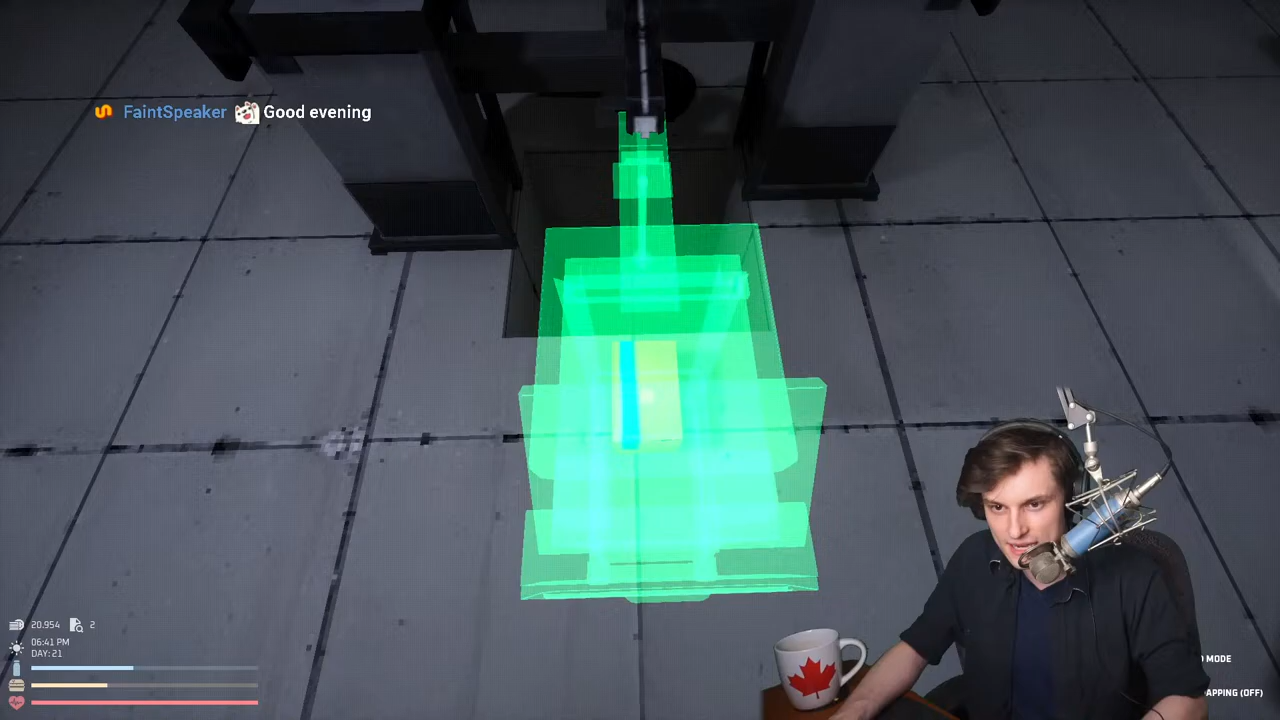 FaintSpeaker Good evening
20.954 2
06:41 PM
DAY: 21
MODE
APPING (OFF)